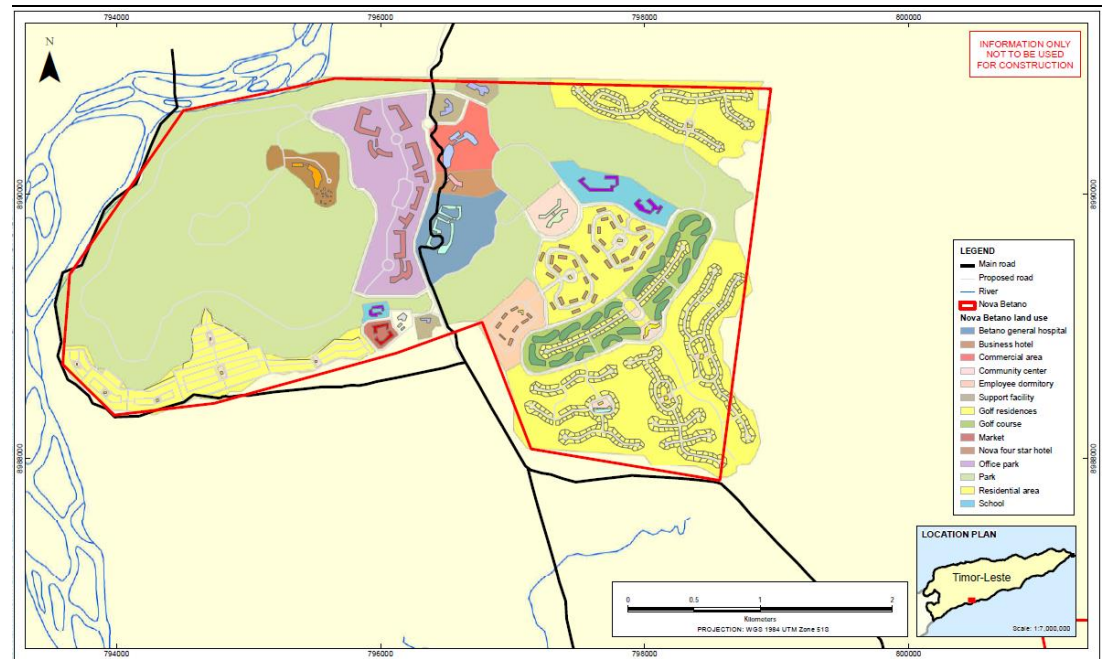 794000
796000
798000
800000
N
INFORMATION ONLY
NOT TO BE USED
FOR CONSTRUCTION
8990000
8990000
LEGEND
Main road
Proposed road
River
Nova Betano
Nova Betano land use
Betano general hospital
Business hotel
Commercial area
Community center
Employee dormitory
Support facility
Golf residences
Golf course
Market
Nova four star hotel
Office park
Park
Residential area
School
8988000
8988000
LOCATION PLAN
Timor-Leste
Scale: 1:7,000,000
0 0.5 1 2
Kilometers
PROJECTION: WGS 1984 UTM Zone 51S
794000
796000
798000
800000